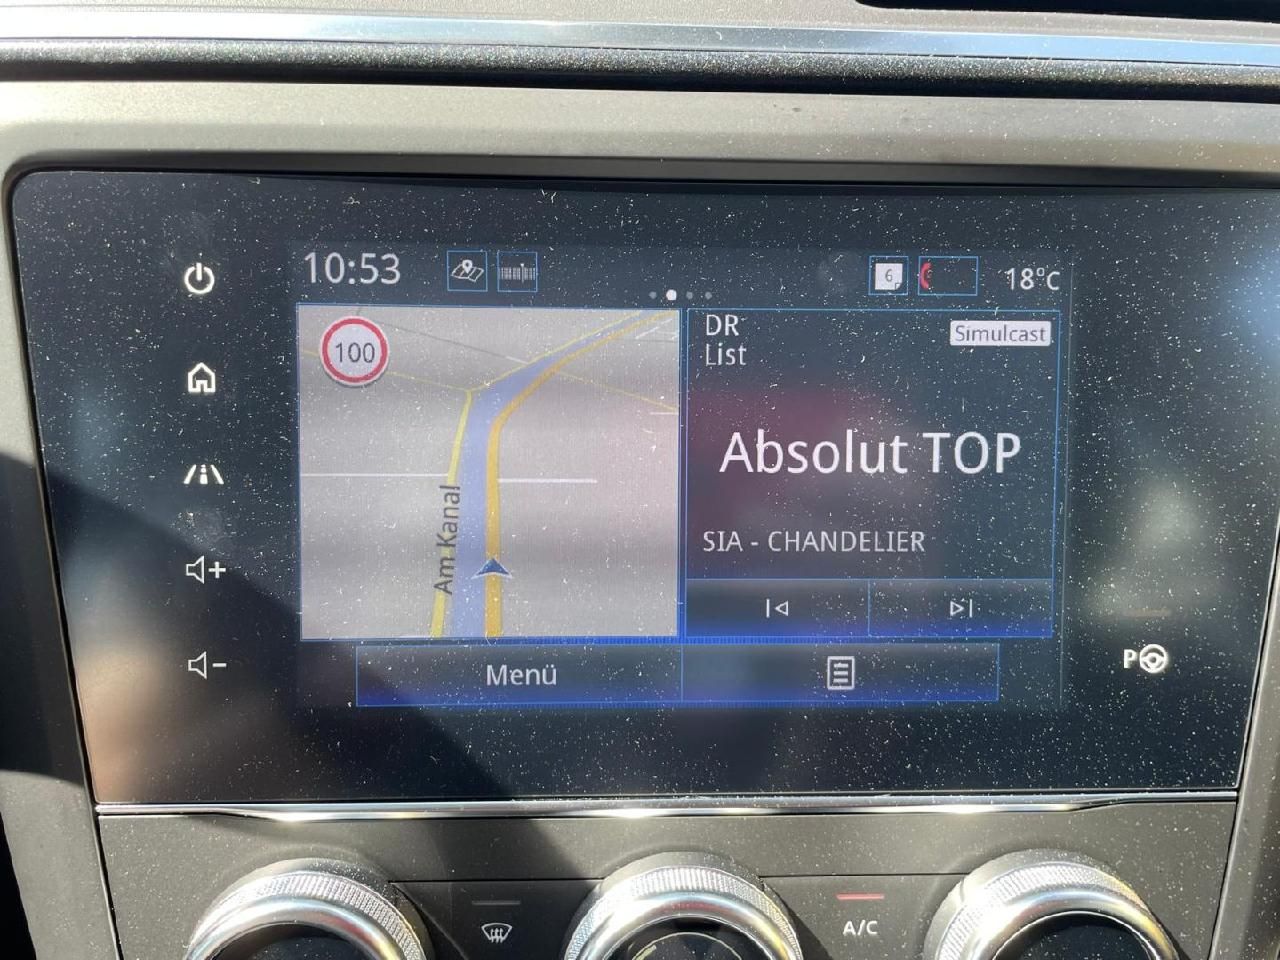 10:53
6
18°C
100
DR
List
Simulcast
Am Kanal
Absolut TOP
SIA - CHANDELIER
Menü
P
A/C